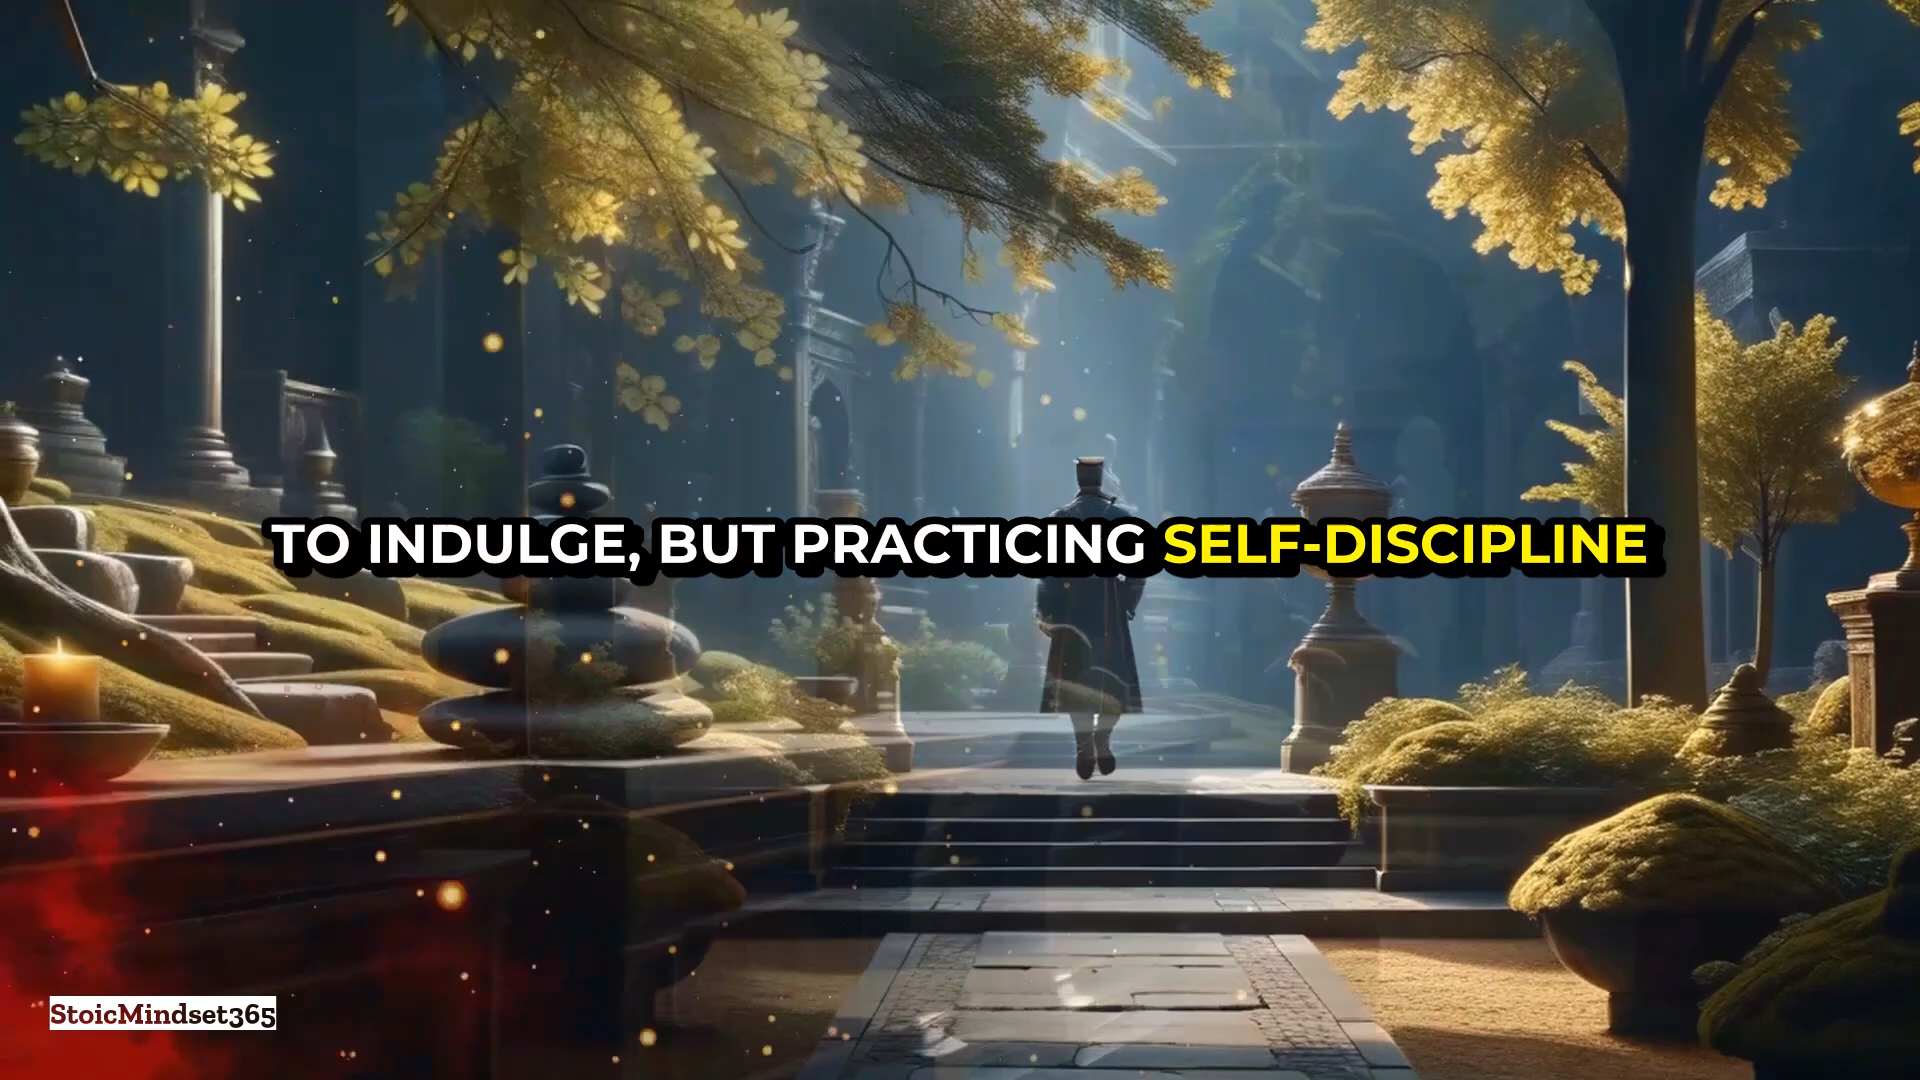 TO INDULGE, BUT PRACTICING SELF-DISCIPLINE
StoicMindset365